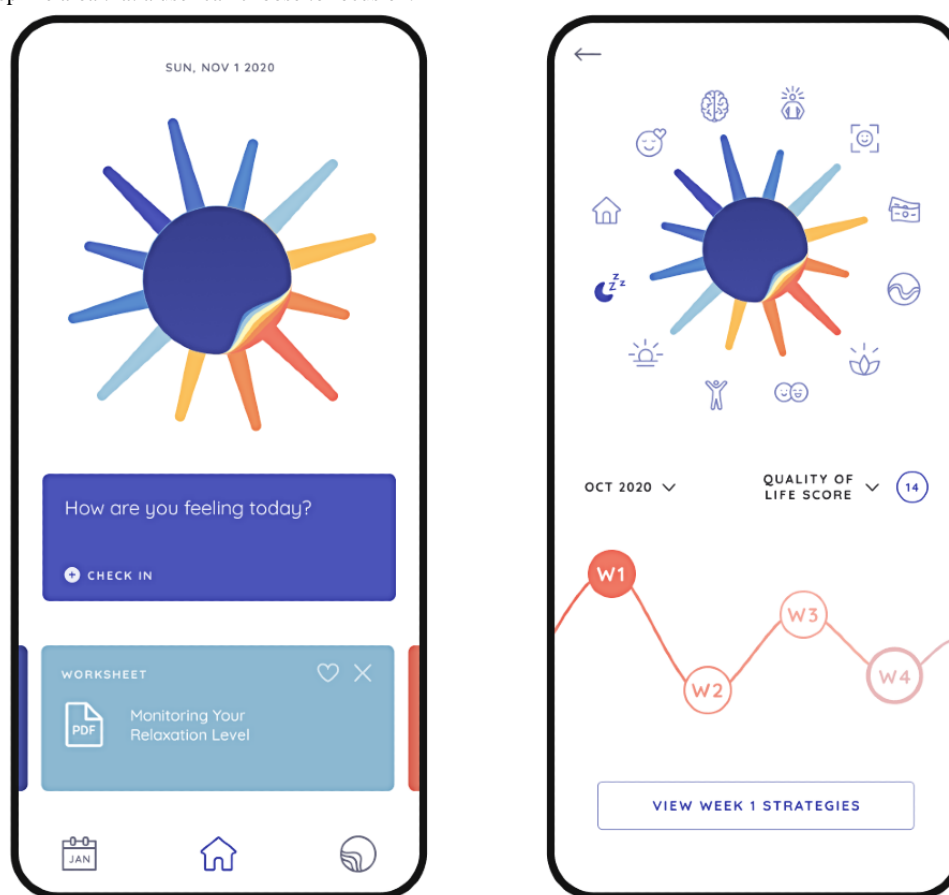 SUN, NOV 1 2020
How are you feeling today?
CHECK IN
WORKSHEET
PDF
Monitoring Your
Relaxation Level
JAN
z z z
OCT 2020
QUALITY OF
LIFE SCORE
14
W1
W2
W3
W4
VIEW WEEK 1 STRATEGIES